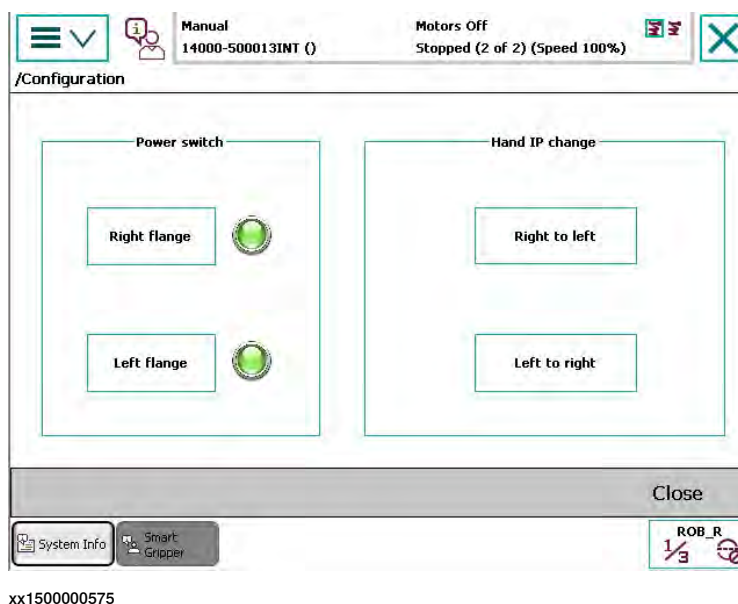 Manual
14000-500013INT ()
Motors Off
Stopped (2 of 2) (Speed 100%)
/Configuration
Power switch
Right flange
Left flange
Hand IP change
Right to left
Left to right
Close
System Info
Smart
Gripper
ROB_R
1/3
xx1500000575